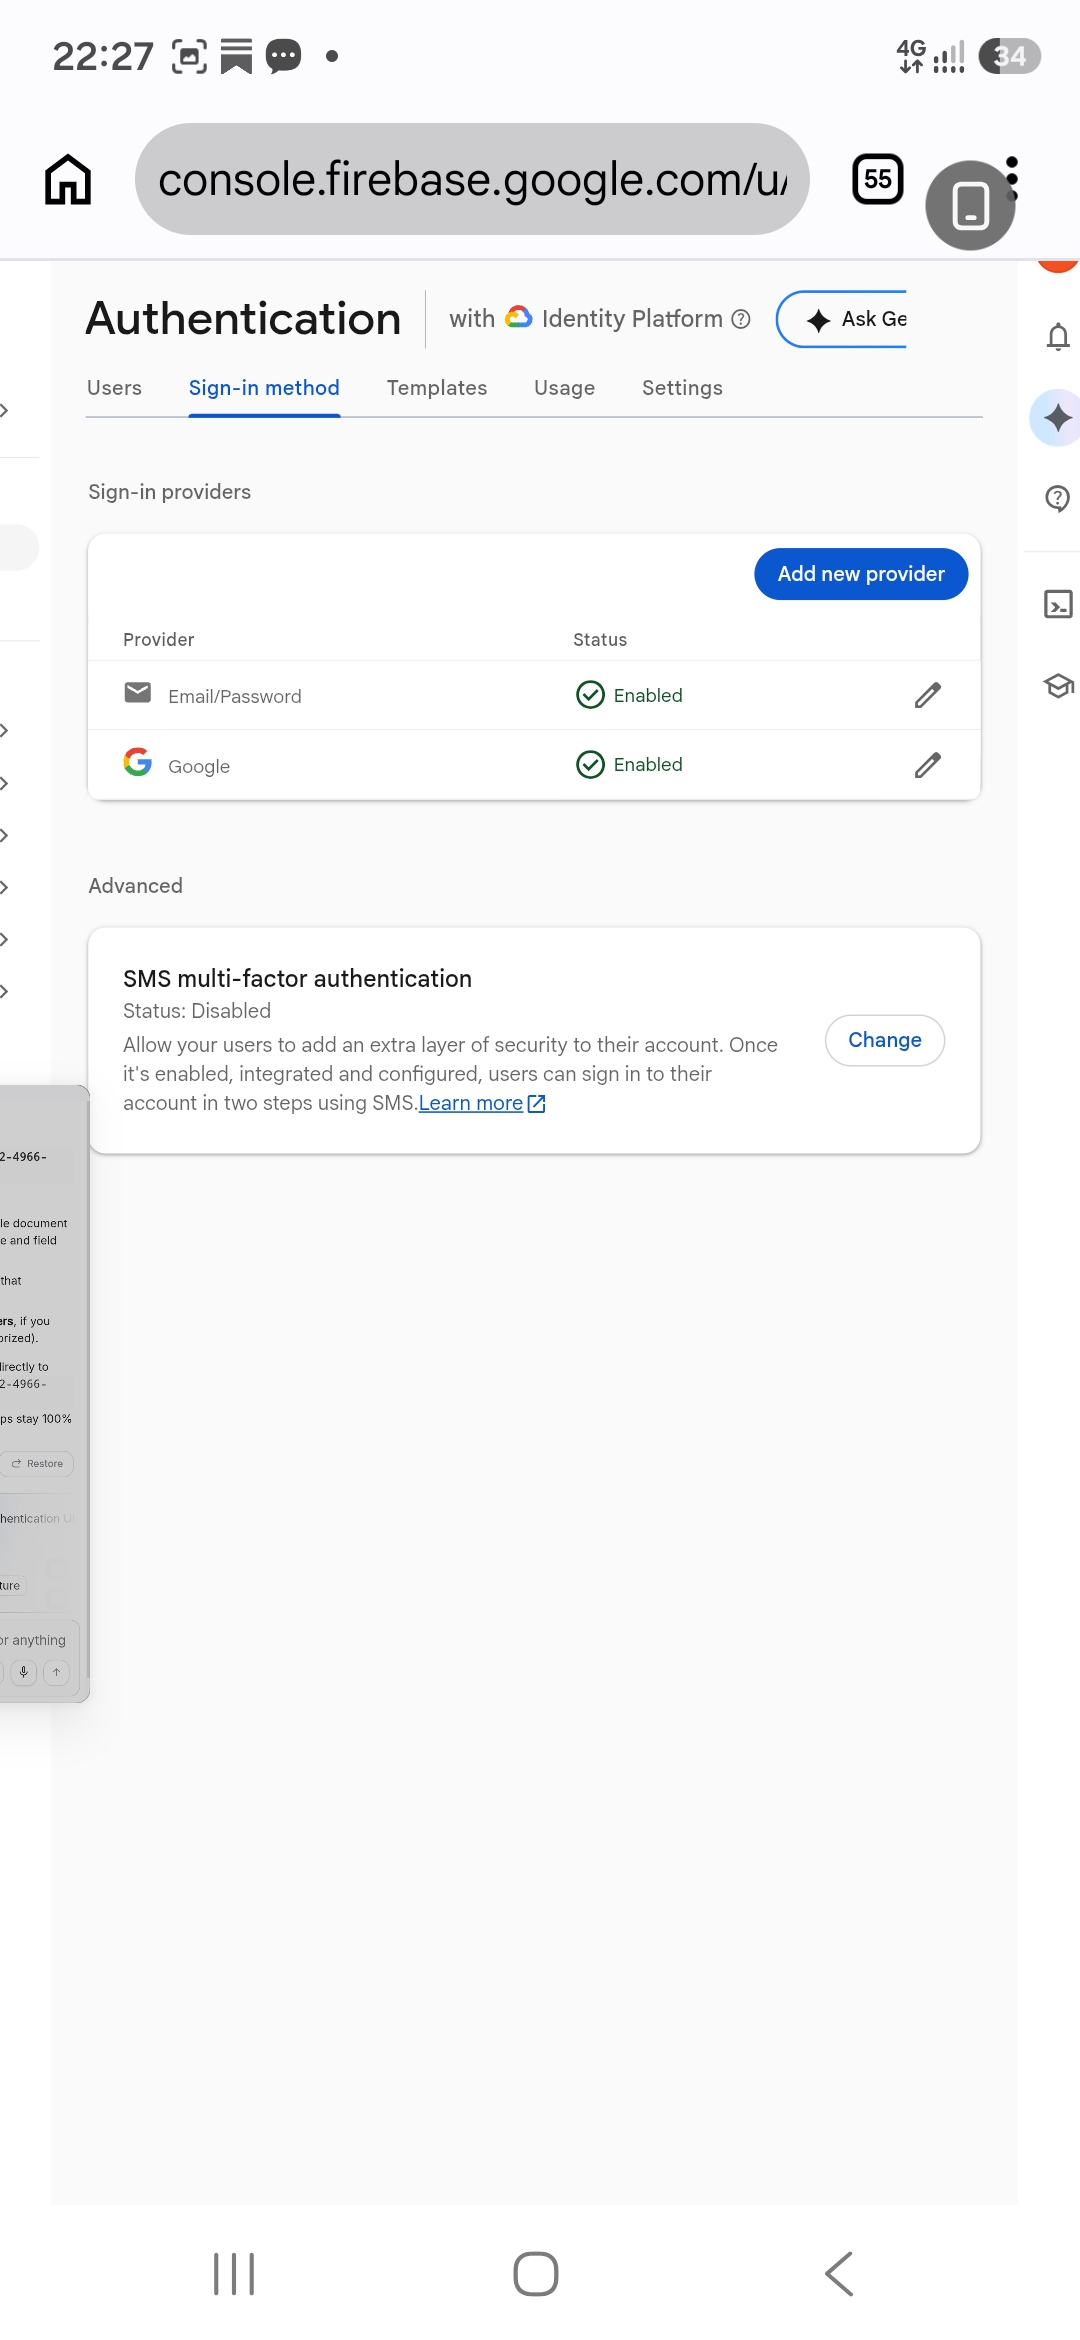 22:27
4G
34
console.firebase.google.com/u/
55
Authentication
with Identity Platform
Ask Ge
Users
Sign-in method
Templates
Usage
Settings
Sign-in providers
Add new provider
Provider
Status
Email/Password
Enabled
Google
Enabled
Advanced
SMS multi-factor authentication
Status: Disabled
Allow your users to add an extra layer of security to their account. Once
it's enabled, integrated and configured, users can sign in to their
account in two steps using SMS.Learn more
Change
2-4966-
le document
e and field
that
ers, if you
orized).
directly to
2-4966-
ps stay 100%
Restore
hentication U
ture
or anything